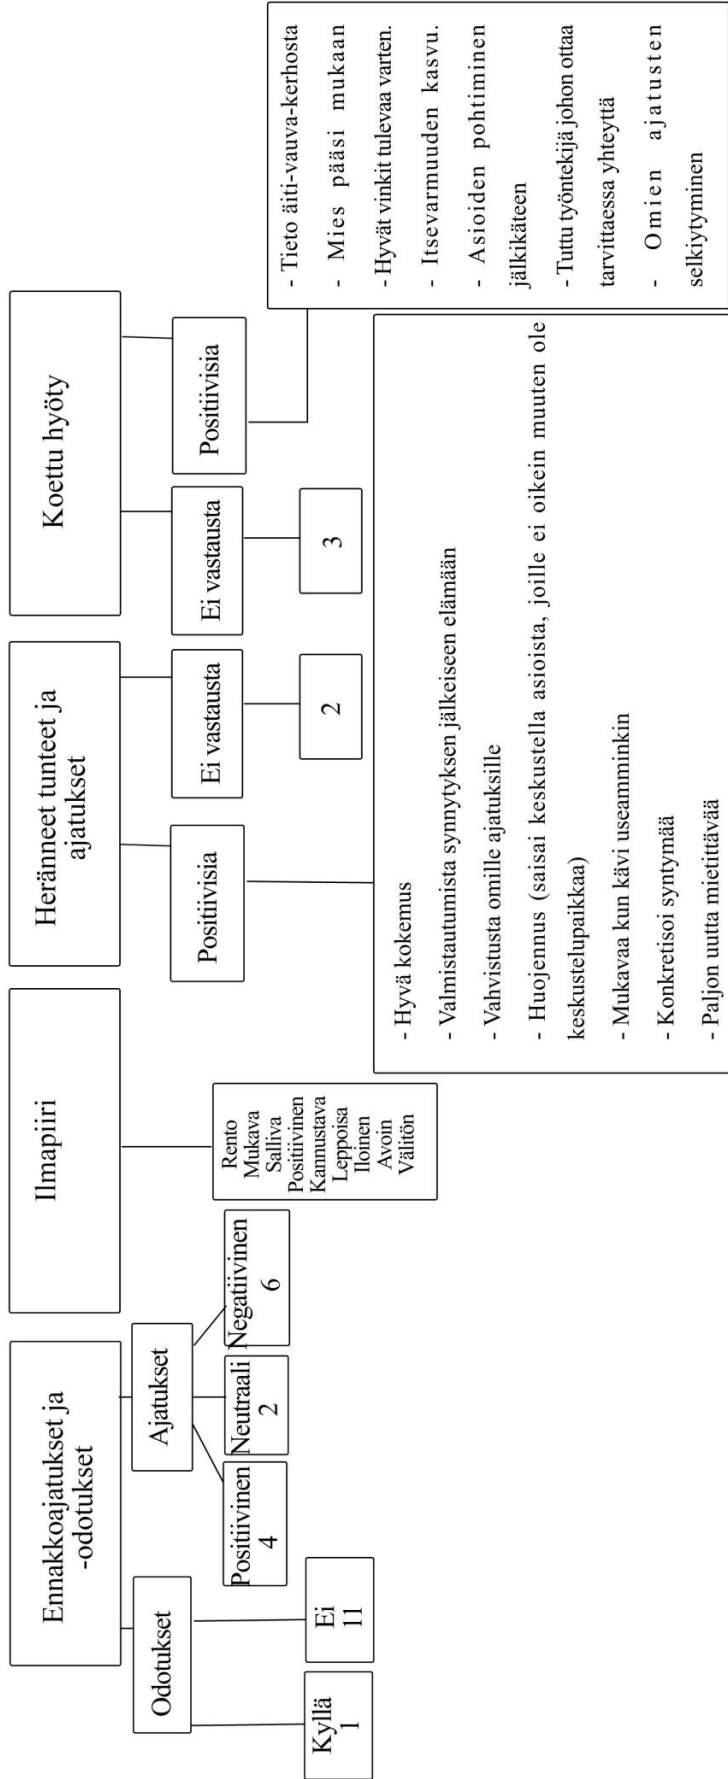 Ennakkoajatukset ja
-odotukset
Odotukset
Kyllä
1
Ei
11
Ajatukset
Positiivinen
4
Neutraali
2
Negatiivinen
6
Ilmapiiri
Rento
Mukava
Salliva
Positiivinen
Kannustava
Leppoisa
Iloinen
Avoin
Välitön
Heränneet tunteet ja
ajatukset
Positiivisia
- Hyvä kokemus
- Valmistautumista synnytyksen jälkeiseen elämään
- Vahvistusta omille ajatuksille
- Huojennus (saisai keskustella asioista, joille ei oikein muuten ole
keskustelupaikkaa)
- Mukavaa kun kävi useamminkin
- Konkretisoi syntymää
- Paljon uutta mietittävää
Ei vastausta
2
Koettu hyöty
Ei vastausta
3
Positiivisia
- Tieto äiti-vauva-kerhosta
- Mies pääsi mukaan
- Hyvät vinkit tulevaa varten.
- Itsevarmuuden kasvu.
- Asioiden pohtiminen
jälkikäteen
- Tuttu työntekijä johon ottaa
tarvittaessa yhteyttä
- Omien ajatusten
selkiytyminen